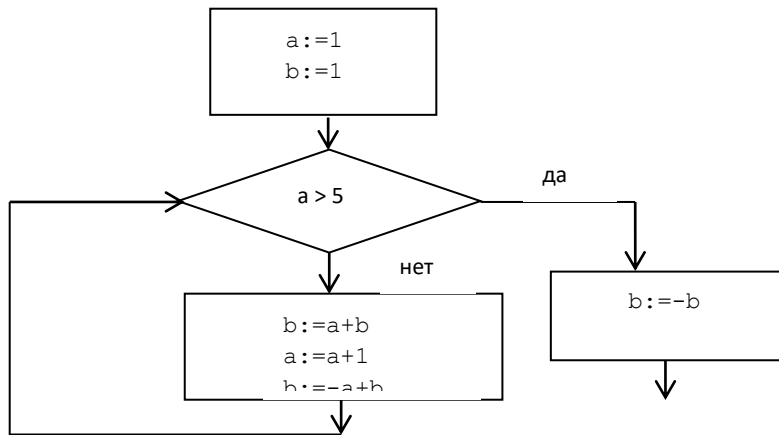 a:=1
b:=1
a > 5
да
нет
b:=a+b
a:=a+1
b:=-a+b
b:=-b